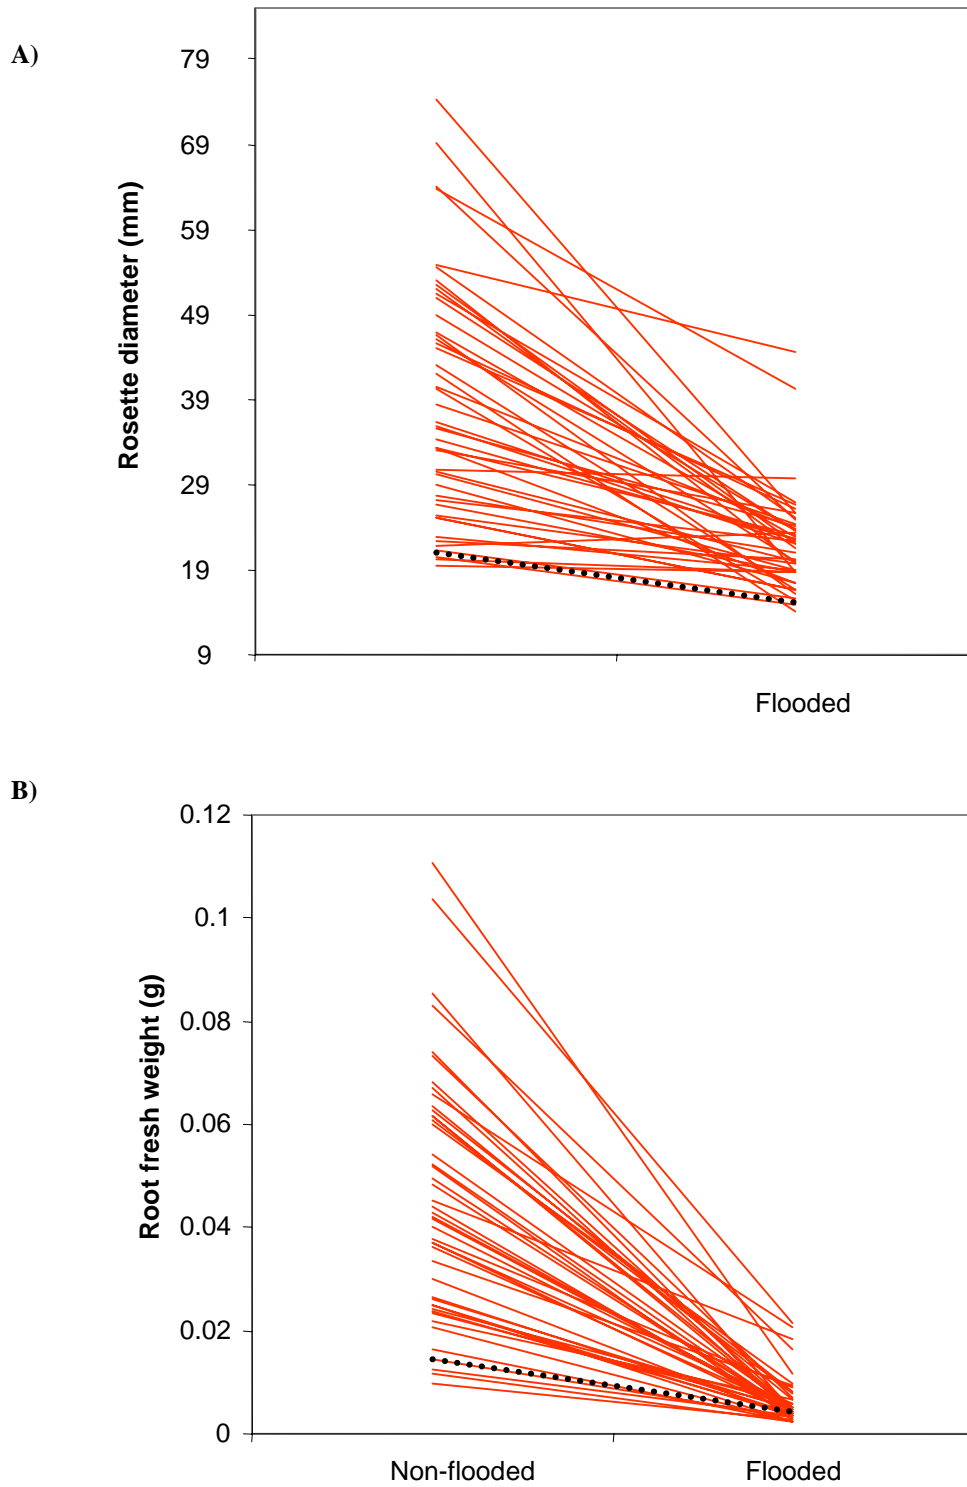 A)
79
69
59
49
39
29
19
9
Rosette diameter (mm)
Flooded
B)
0.12
0.1
0.08
0.06
0.04
0.02
0
Root fresh weight (g)
Non-flooded
Flooded